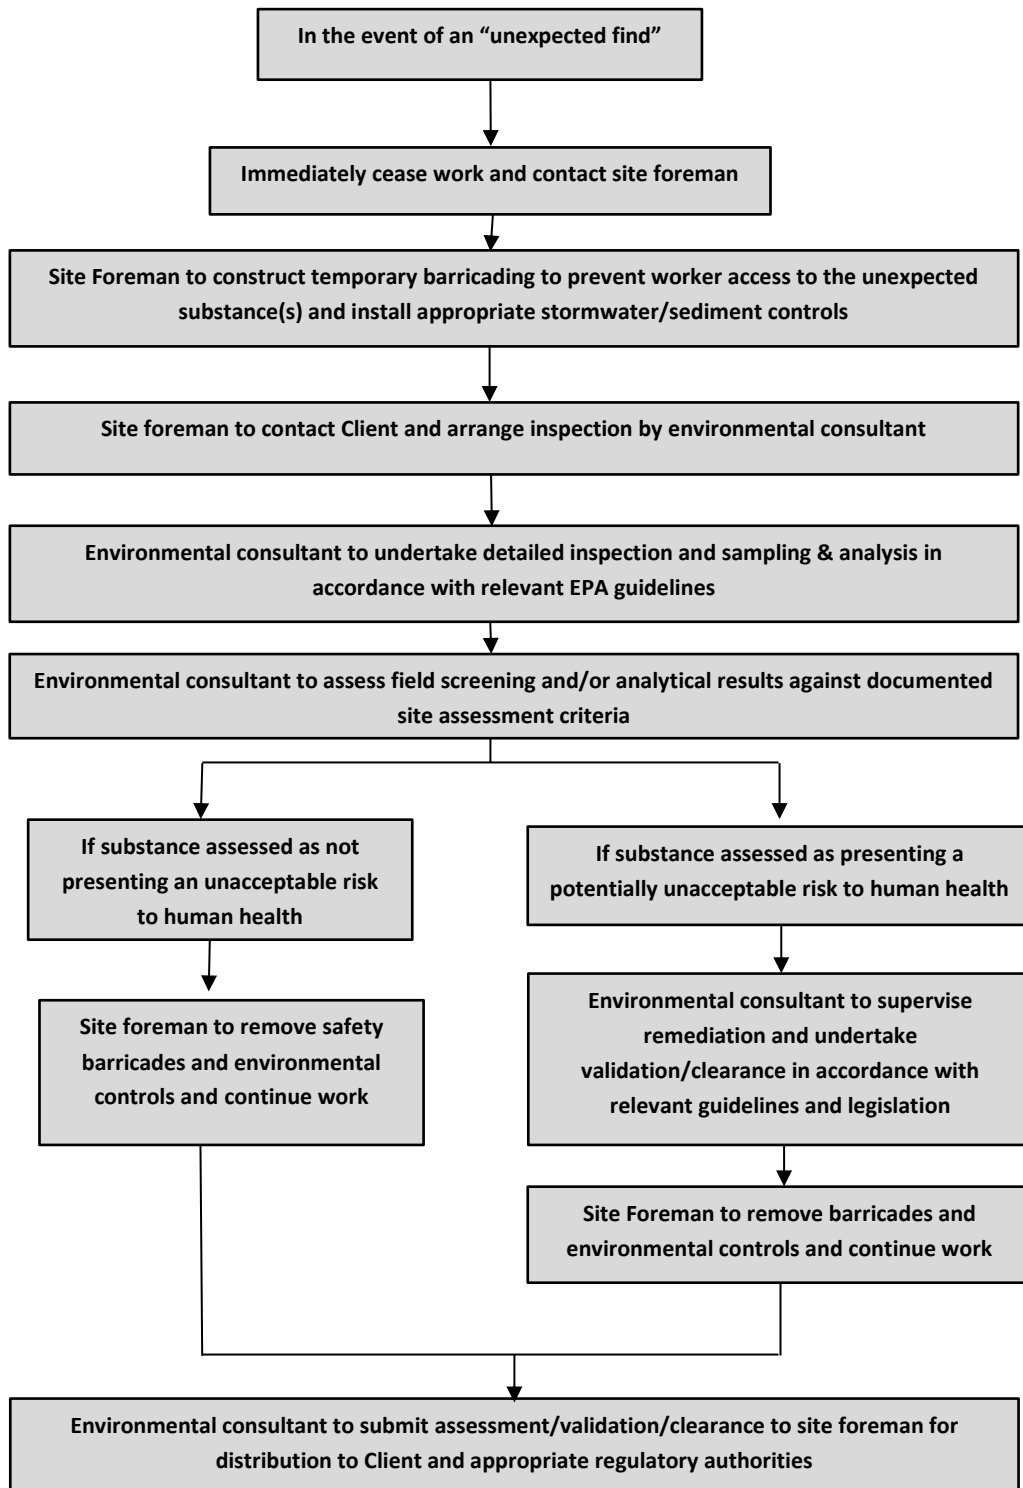 In the event of an “unexpected find”
Immediately cease work and contact site foreman
Site Foreman to construct temporary barricading to prevent worker access to the unexpected
substance(s) and install appropriate stormwater/sediment controls
Site foreman to contact Client and arrange inspection by environmental consultant
Environmental consultant to undertake detailed inspection and sampling & analysis in
accordance with relevant EPA guidelines
Environmental consultant to assess field screening and/or analytical results against documented
site assessment criteria
If substance assessed as not
presenting an unacceptable risk
to human health
If substance assessed as presenting a
potentially unacceptable risk to human health
Site foreman to remove safety
barricades and environmental
controls and continue work
Environmental consultant to supervise
remediation and undertake
validation/clearance in accordance with
relevant guidelines and legislation
Site Foreman to remove barricades and
environmental controls and continue work
Environmental consultant to submit assessment/validation/clearance to site foreman for
distribution to Client and appropriate regulatory authorities